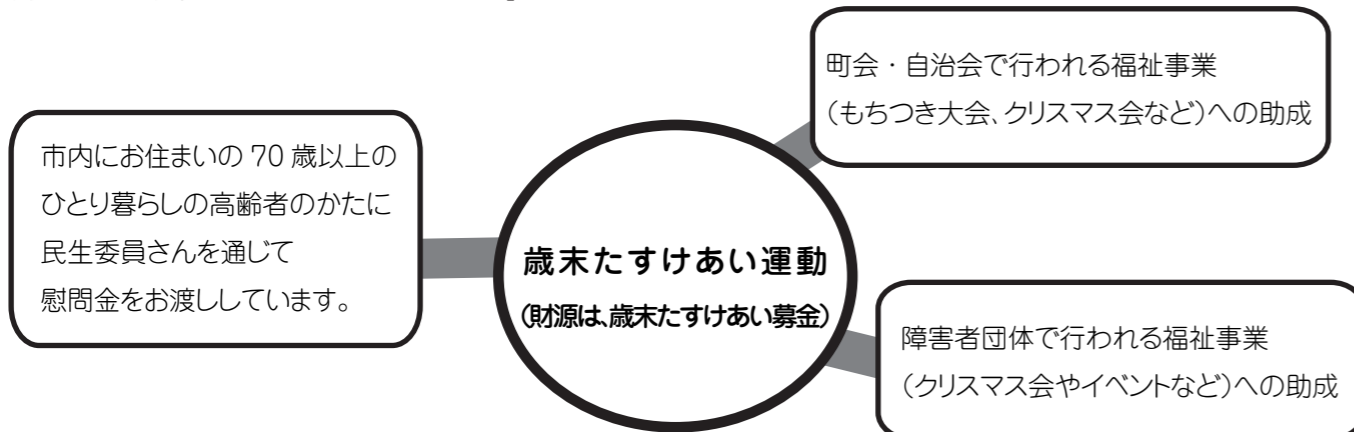 町会・自治会で行われる福祉事業
(もちつき大会、クリスマス会など)への助成
市内にお住まいの 70 歳以上の
ひとり暮らしの高齢者のかたに
民生委員さんを通じて
慰問金をお渡ししています。
歳末たすけあい運動
(財源は、歳末たすけあい募金)
障害者団体で行われる福祉事業
(クリスマス会やイベントなど)への助成